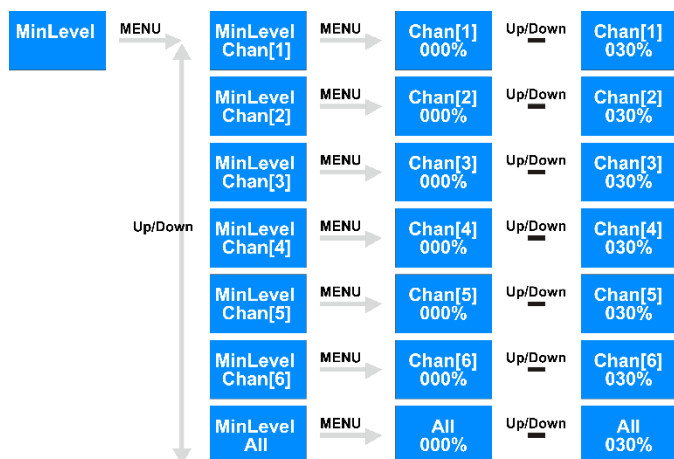 MinLevel
MENU
MinLevel
Chan[1]
MENU
Chan[1]
000%
Up/Down
Chan[1]
030%
MinLevel
Chan[2]
MENU
Chan[2]
000%
Up/Down
Chan[2]
030%
MinLevel
Chan[3]
MENU
Chan[3]
000%
Up/Down
Chan[3]
030%
Up/Down
MinLevel
Chan[4]
MENU
Chan[4]
000%
Up/Down
Chan[4]
030%
MinLevel
Chan[5]
MENU
Chan[5]
000%
Up/Down
Chan[5]
030%
MinLevel
Chan[6]
MENU
Chan[6]
000%
Up/Down
Chan[6]
030%
MinLevel
All
MENU
All
000%
Up/Down
All
030%